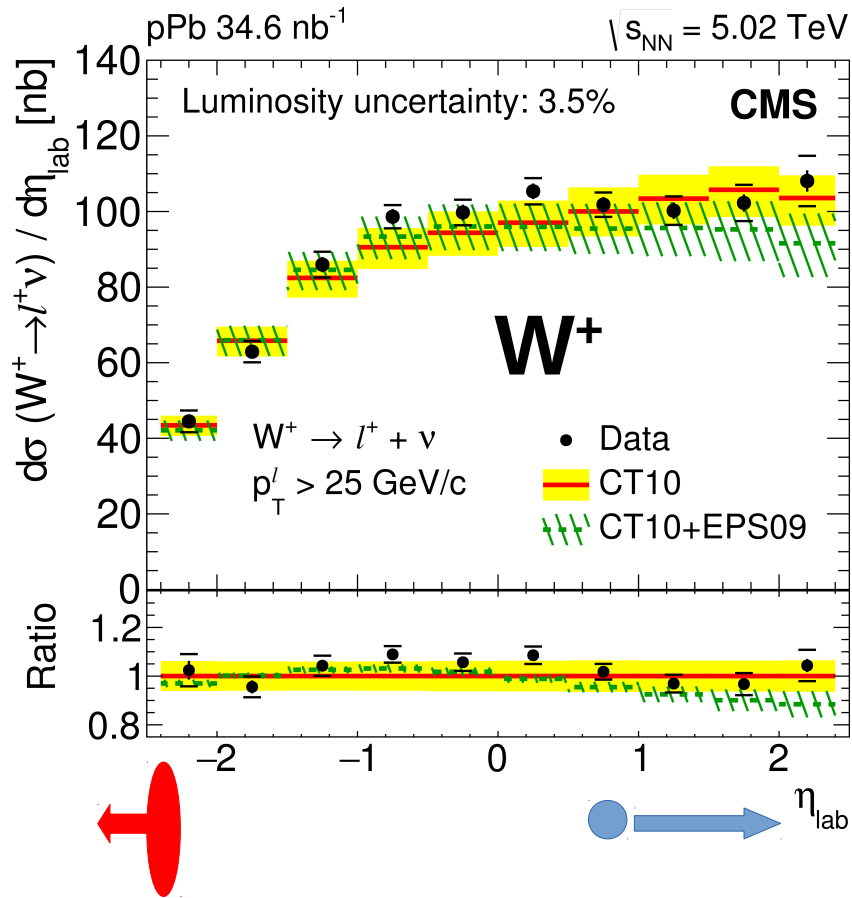 pPb 34.6 nb⁻¹ √sNN = 5.02 TeV
Luminosity uncertainty: 3.5% CMS
dσ (W⁺→l⁺ν) / dηlab [nb]
140
120
100
80
60
40
20
0
W⁺
W⁺ → l⁺ + ν
pTˡ > 25 GeV/c
Data
CT10
CT10+EPS09
Ratio
1.2
1
0.8
−2 −1 0 1 2
ηlab